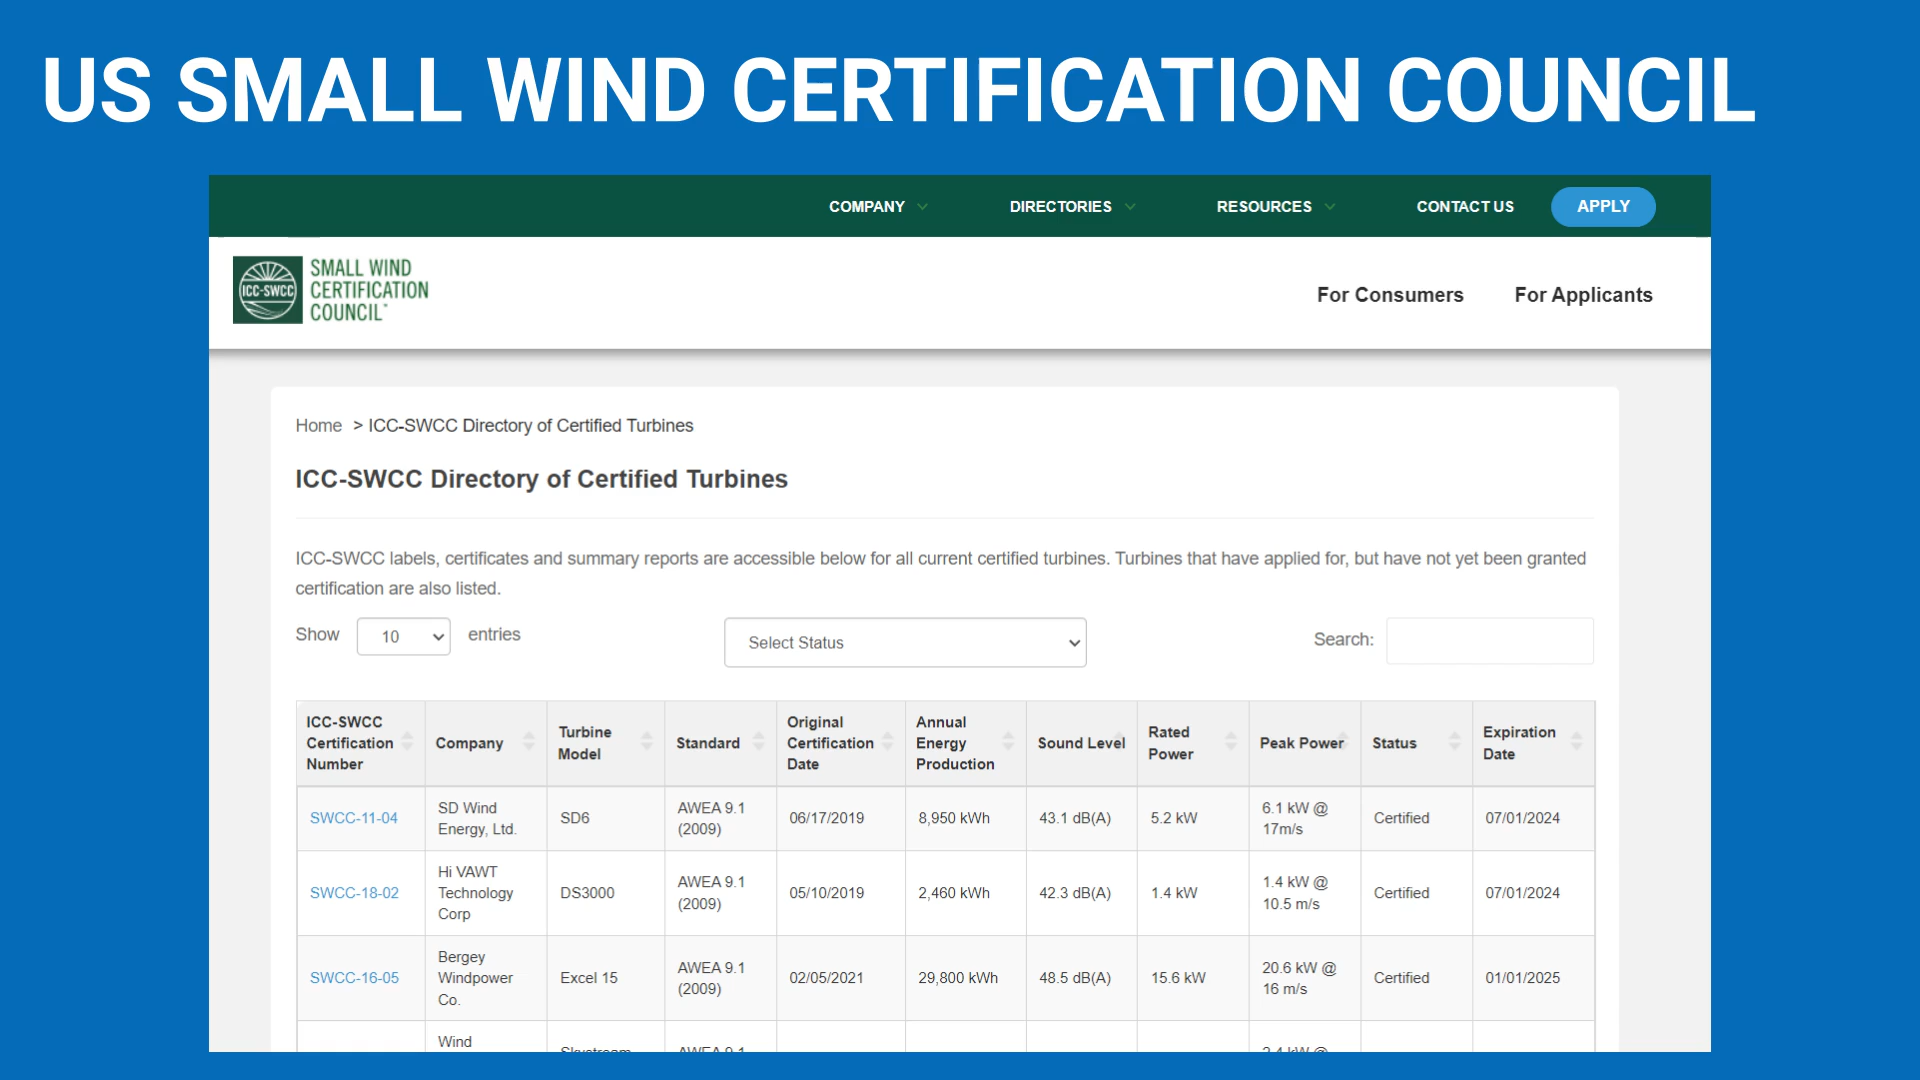 US SMALL WIND CERTIFICATION COUNCIL
COMPANY DIRECTORIES RESOURCES CONTACT US APPLY
ICC-SWCC
SMALL WIND
CERTIFICATION
COUNCIL
For Consumers For Applicants
Home > ICC-SWCC Directory of Certified Turbines
ICC-SWCC Directory of Certified Turbines
ICC-SWCC labels, certificates and summary reports are accessible below for all current certified turbines. Turbines that have applied for, but have not yet been granted
certification are also listed.
Show 10 entries Select Status Search:
ICC-SWCC
Certification
Number
Company
Turbine
Model
Standard
Original
Certification
Date
Annual
Energy
Production
Sound Level
Rated
Power
Peak Power
Status
Expiration
Date
SWCC-11-04
SD Wind
Energy, Ltd.
SD6
AWEA 9.1
(2009)
06/17/2019
8,950 kWh
43.1 dB(A)
5.2 kW
6.1 kW @
17m/s
Certified
07/01/2024
SWCC-18-02
Hi VAWT
Technology
Corp
DS3000
AWEA 9.1
(2009)
05/10/2019
2,460 kWh
42.3 dB(A)
1.4 kW
1.4 kW @
10.5 m/s
Certified
07/01/2024
SWCC-16-05
Bergey
Windpower
Co.
Excel 15
AWEA 9.1
(2009)
02/05/2021
29,800 kWh
48.5 dB(A)
15.6 kW
20.6 kW @
16 m/s
Certified
01/01/2025
Wind
Skystream
AWEA 9.1
2.4 kW @